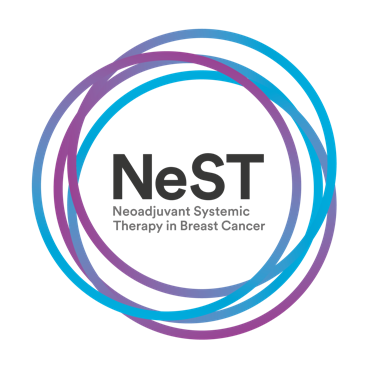 NeST
Neoadjuvant Systemic
Therapy in Breast Cancer